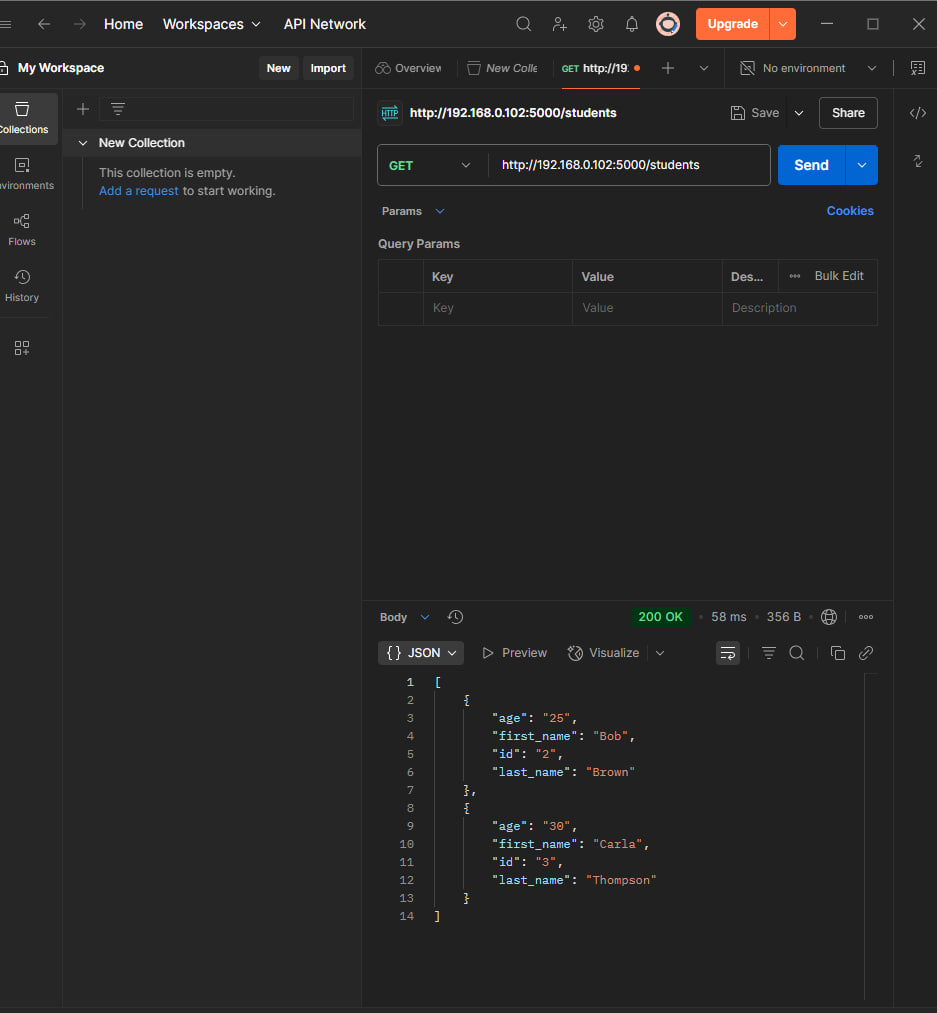 Home Workspaces API Network Upgrade
My Workspace New Import Overview New Colle GET http://19: No environment
Collections
New Collection
This collection is empty.
Add a request to start working.
vironments
Flows
History
HTTP http://192.168.0.102:5000/students Save Share
GET http://192.168.0.102:5000/students Send
Params Cookies
Query Params
Key Value Des... Bulk Edit
Key Value Description
Body 200 OK 58 ms 356 B
{} JSON Preview Visualize
1 [
2 {
3 "age": "25",
4 "first_name": "Bob",
5 "id": "2",
6 "last_name": "Brown"
7 },
8 {
9 "age": "30",
10 "first_name": "Carla",
11 "id": "3",
12 "last_name": "Thompson"
13 }
14 ]